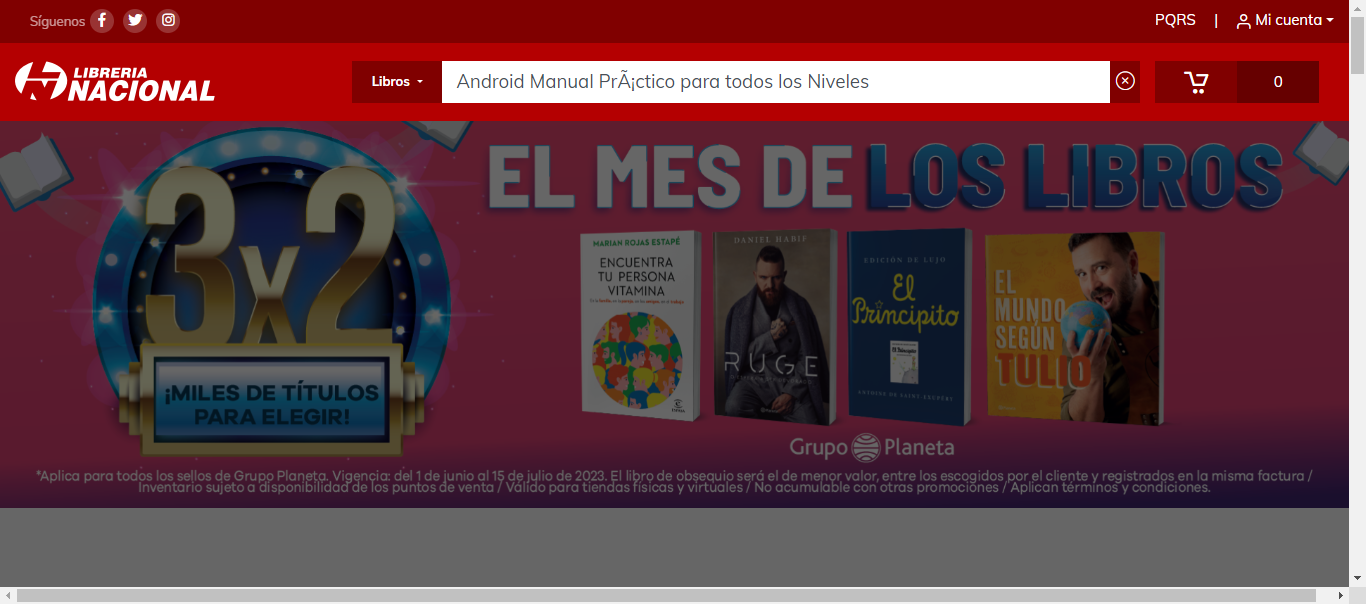 Síguenos
PQRS | Mi cuenta
LIBRERIA
NACIONAL
Libros
Android Manual PrÃ¡ctico para todos los Niveles
0
3x2
¡MILES DE TÍTULOS
PARA ELEGIR!
EL MES DE LOS LIBROS
MARIAN ROJAS ESTAPÉ
ENCUENTRA
TU PERSONA
VITAMINA
DANIEL HABIF
RUGE
EDICIÓN DE LUJO
El
Principito
ANTOINE DE SAINT-EXUPÉRY
EL
MUNDO
SEGÚN
TULIO
Grupo Planeta
*Aplica para todos los sellos de Grupo Planeta. Vigencia: del 1 de junio al 15 de julio de 2023. El libro de obsequio será el de menor valor, entre los escogidos por el cliente y registrados en la misma factura /
Inventario sujeto a disponibilidad de los puntos de venta / Válido para tiendas físicas y virtuales / No acumulable con otras promociones / Aplican términos y condiciones.